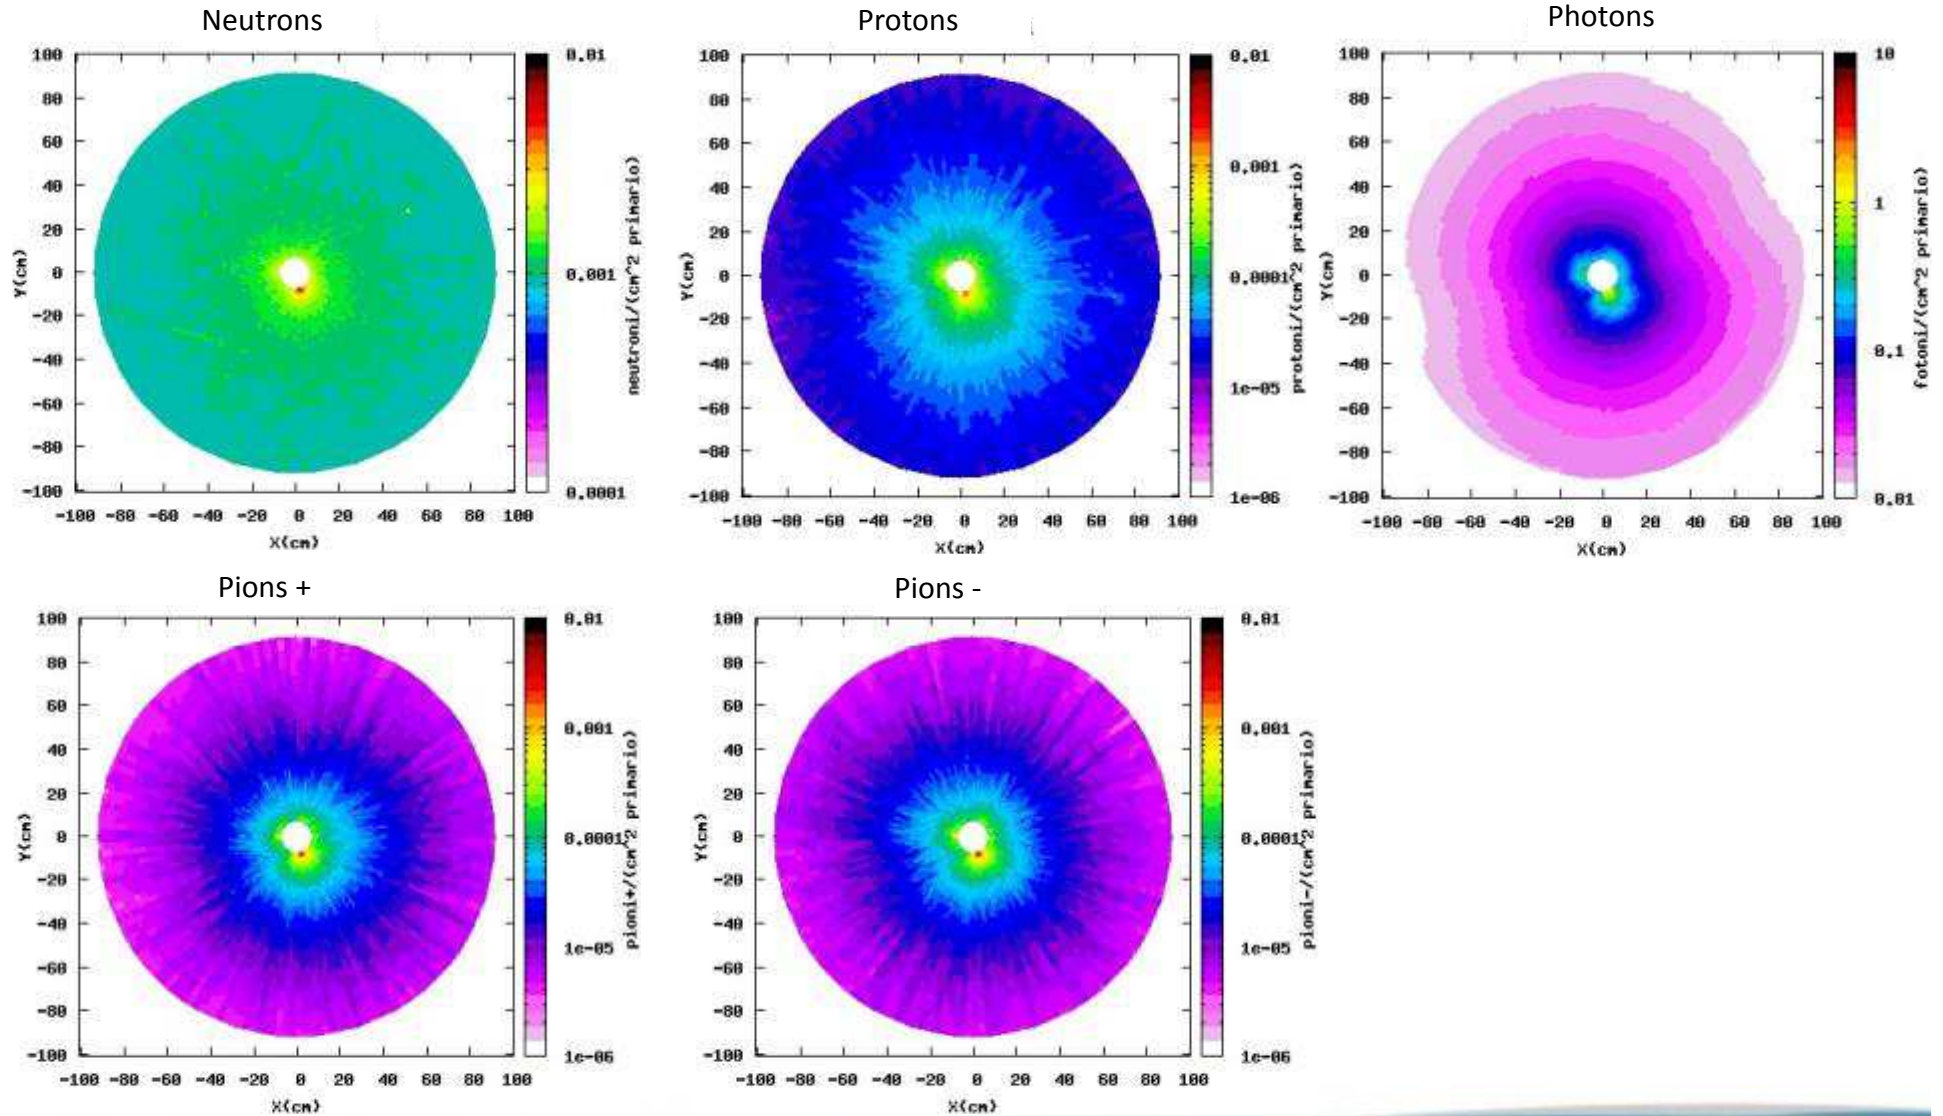 Neutrons
100
80
60
40
20
0
-20
-40
-60
-80
-100
Y(cm)
-100 -80 -60 -40 -20 0 20 40 60 80 100
X(cm)
0.01
0.001
0.0001
neutroni/(cm^2 primario)
Protons
100
80
60
40
20
0
-20
-40
-60
-80
-100
Y(cm)
-100 -80 -60 -40 -20 0 20 40 60 80 100
X(cm)
0.01
0.001
0.0001
1e-05
1e-06
protoni/(cm^2 primario)
Photons
100
80
60
40
20
0
-20
-40
-60
-80
-100
Y(cm)
-100 -80 -60 -40 -20 0 20 40 60 80 100
X(cm)
10
1
0.1
0.01
fotoni/(cm^2 primario)
Pions +
100
80
60
40
20
0
-20
-40
-60
-80
-100
Y(cm)
-100 -80 -60 -40 -20 0 20 40 60 80 100
X(cm)
0.01
0.001
0.0001
1e-05
1e-06
pioni+/(cm^2 primario)
Pions -
100
80
60
40
20
0
-20
-40
-60
-80
-100
Y(cm)
-100 -80 -60 -40 -20 0 20 40 60 80 100
X(cm)
0.01
0.001
0.0001
1e-05
1e-06
pioni-/(cm^2 primario)